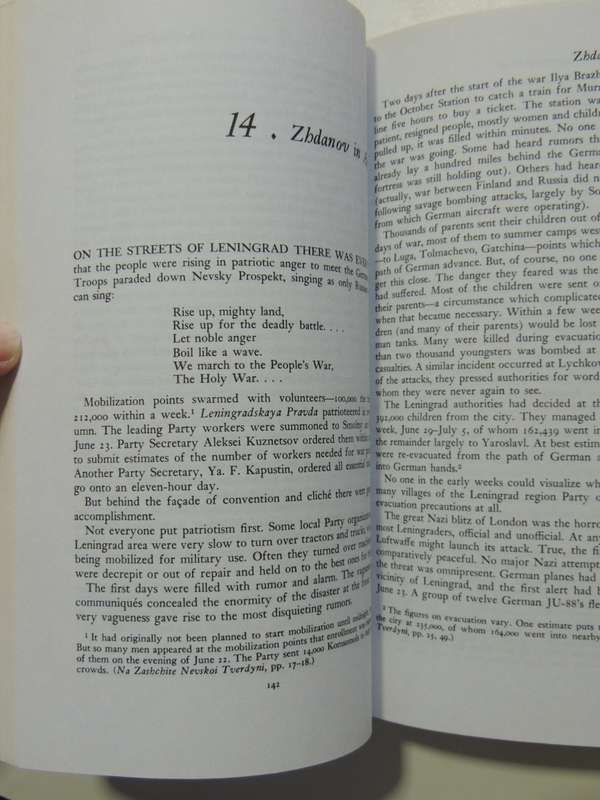 14 . Zhdanov in
ON THE STREETS OF LENINGRAD THERE WAS
that the people were rising in patriotic anger to meet the
Troops paraded down Nevsky Prospekt, singing as only
can sing:
Rise up, mighty land,
Rise up for the deadly battle. . . .
Let noble anger
Boil like a wave.
We march to the People's War,
The Holy War. . . .
Mobilization points swarmed with volunteers—100,000 the
212,000 within a week.¹ Leningradskaya Pravda patrioteered
umn. The leading Party workers were summoned to Smolny
June 23. Party Secretary Aleksei Kuznetsov ordered them
to submit estimates of the number of workers needed for
Another Party Secretary, Ya. F. Kapustin, ordered all essential
go onto an eleven-hour day.
But behind the façade of convention and cliché there were
accomplishment.
Not everyone put patriotism first. Some local Party
Leningrad area were very slow to turn over tractors and trucks,
being mobilized for military use. Often they turned over
were decrepit or out of repair and held on to the best ones for
The first days were filled with rumor and alarm. The
communiqués concealed the enormity of the disaster at the front
very vagueness gave rise to the most disquieting rumors.
¹ It had originally not been planned to start mobilization until midnight
But so many men appeared at the mobilization points that enrollment was
of them on the evening of June 22. The Party sent 14,000 Komsomols to
crowds. (Na Zashchite Nevskoi Tverdyni, pp. 17-18.)
142
Two days after the start of the war Ilya
to the October Station to catch a train for
line five hours to buy a ticket. The station
patient, resigned people, mostly women and
pulled up, it was filled within minutes. No one
the war was going. Some had heard rumors
already lay a hundred miles behind the
fortress was still holding out). Others had
(actually, war between Finland and Russia did
following savage bombing attacks, largely by
from which German aircraft were operating).
Thousands of parents sent their children out of
days of war, most of them to summer camps
—to Luga, Tolmachevo, Gatchina—points which
path of German advance. But, of course, no one
get this close. The danger they feared was the
had suffered. Most of the children were sent
their parents—a circumstance which complicated
when that became necessary. Within a few
dren (and many of their parents) would be lost
man tanks. Many were killed during
than two thousand youngsters was bombed at
casualties. A similar incident occurred at
of the attacks, they pressed authorities for word
whom they were never again to see.
The Leningrad authorities had decided at
392,000 children from the city. They managed
week, June 29-July 5, of whom 162,439 went
the remainder largely to Yaroslavl. At best
were re-evacuated from the path of German
into German hands.²
No one in the early weeks could visualize
many villages of the Leningrad region Party
evacuation precautions at all.
The great Nazi blitz of London was the
most Leningraders, official and unofficial. At
Luftwaffe might launch its attack. True, the
comparatively peaceful. No major Nazi
the threat was omnipresent. German planes had
vicinity of Leningrad, and the first alert had
June 23. A group of twelve German JU-88's
² The figures on evacuation vary. One estimate puts
the city at 235,000, of whom 164,000 went into
Tverdyni, pp. 25, 49.)